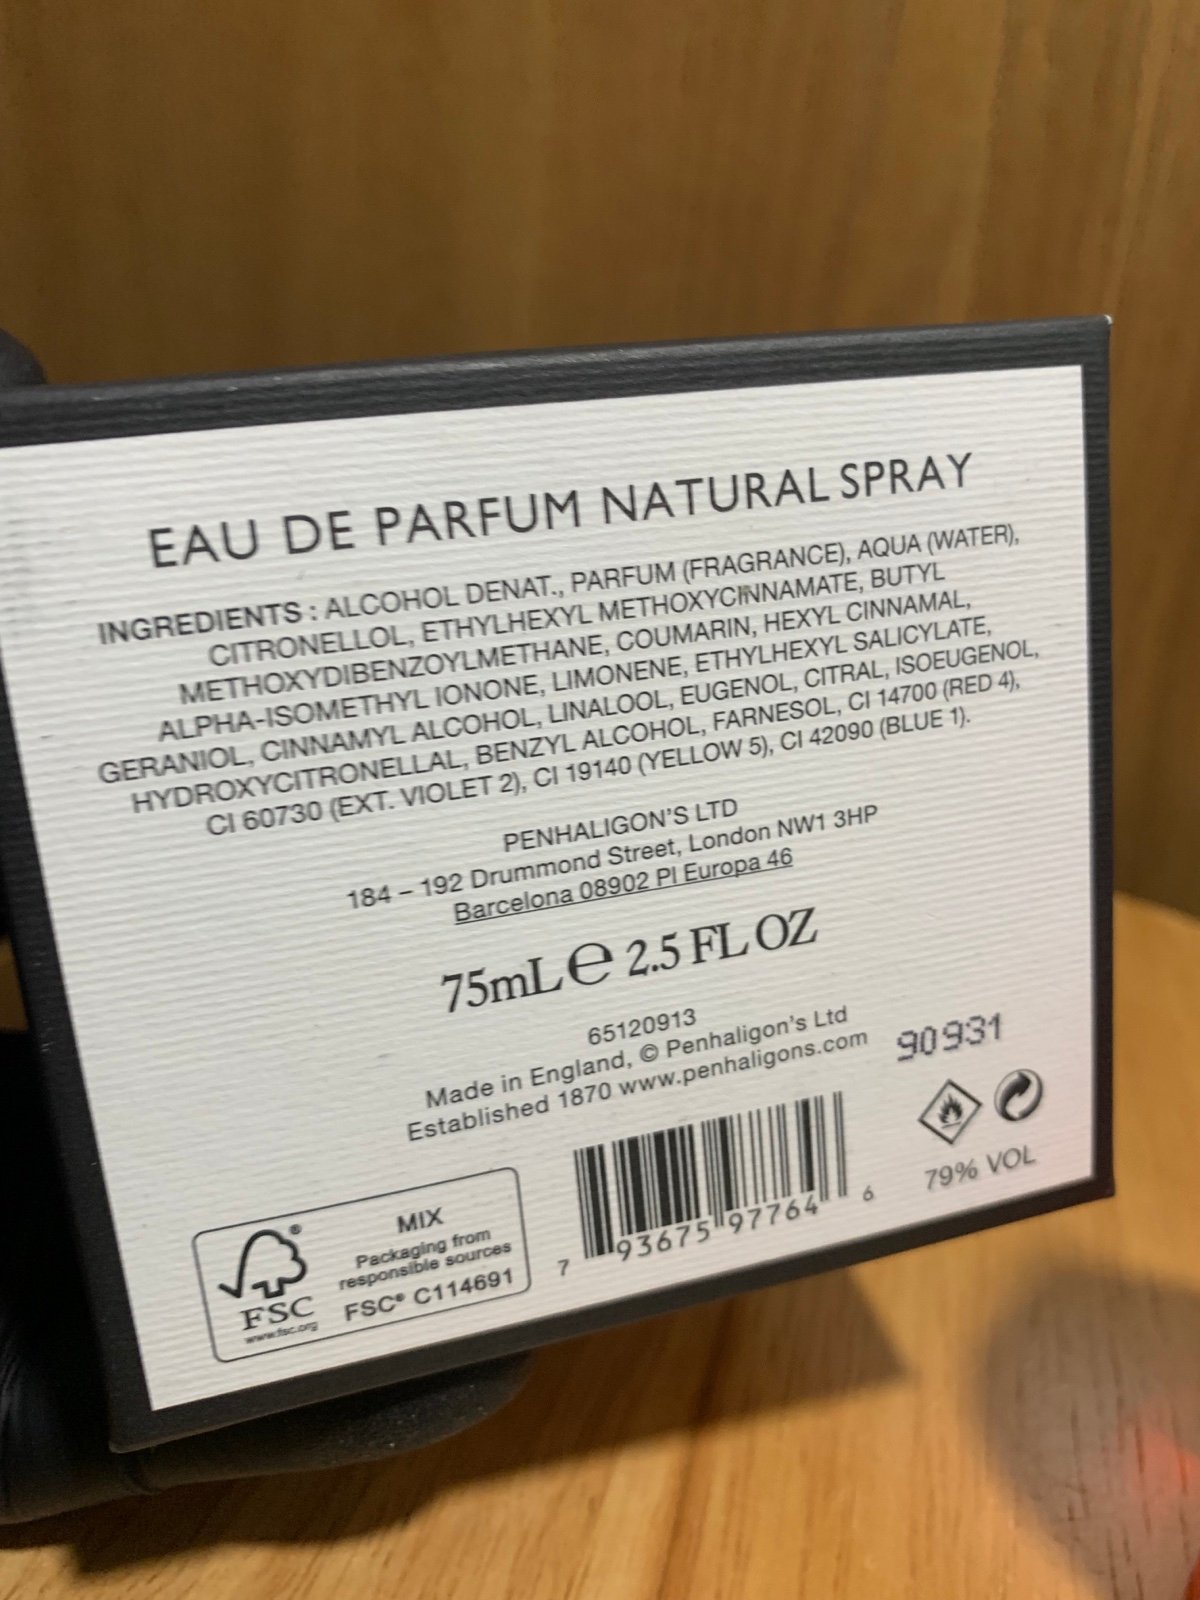 EAU DE PARFUM NATURAL SPRAY
INGREDIENTS : ALCOHOL DENAT., PARFUM (FRAGRANCE), AQUA (WATER),
CITRONELLOL, ETHYLHEXYL METHOXYCINNAMATE, BUTYL
METHOXYDIBENZOYLMETHANE, COUMARIN, HEXYL CINNAMAL,
ALPHA-ISOMETHYL IONONE, LIMONENE, ETHYLHEXYL SALICYLATE,
GERANIOL, CINNAMYL ALCOHOL, LINALOOL, EUGENOL, CITRAL, ISOEUGENOL,
HYDROXYCITRONELLAL, BENZYL ALCOHOL, FARNESOL, CI 14700 (RED 4),
CI 60730 (EXT. VIOLET 2), CI 19140 (YELLOW 5), CI 42090 (BLUE 1).
PENHALIGON'S LTD
184 – 192 Drummond Street, London NW1 3HP
Barcelona 08902 Pl Europa 46
75mL℮ 2.5 FL OZ
65120913
Made in England, © Penhaligon's Ltd
Established 1870 www.penhaligons.com
90931
79% VOL
7 93675 97764 6
FSC®
www.fsc.org
MIX
Packaging from
responsible sources
FSC® C114691